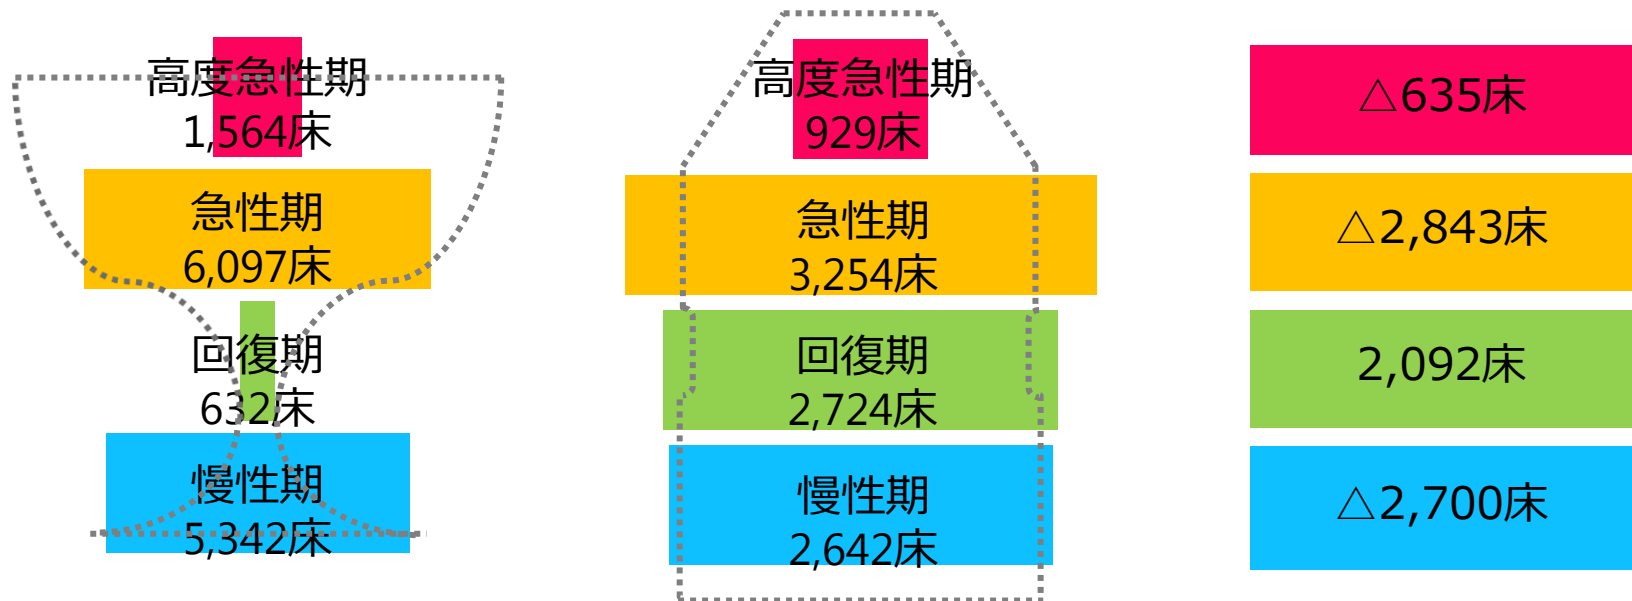 高度急性期
1,564床
急性期
6,097床
回復期
632床
慢性期
5,342床
高度急性期
929床
急性期
3,254床
回復期
2,724床
慢性期
2,642床
△635床
△2,843床
2,092床
△2,700床